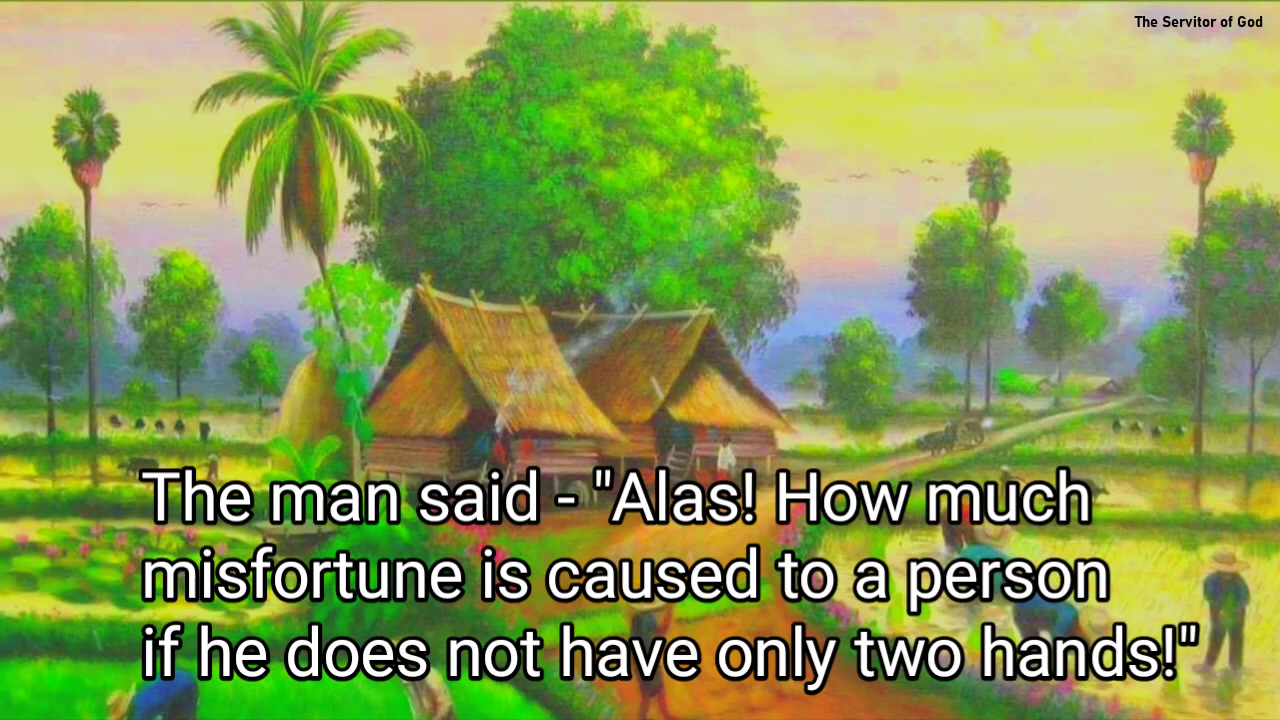 The Servitor of God
The man said - "Alas! How much
misfortune is caused to a person
if he does not have only two hands!"